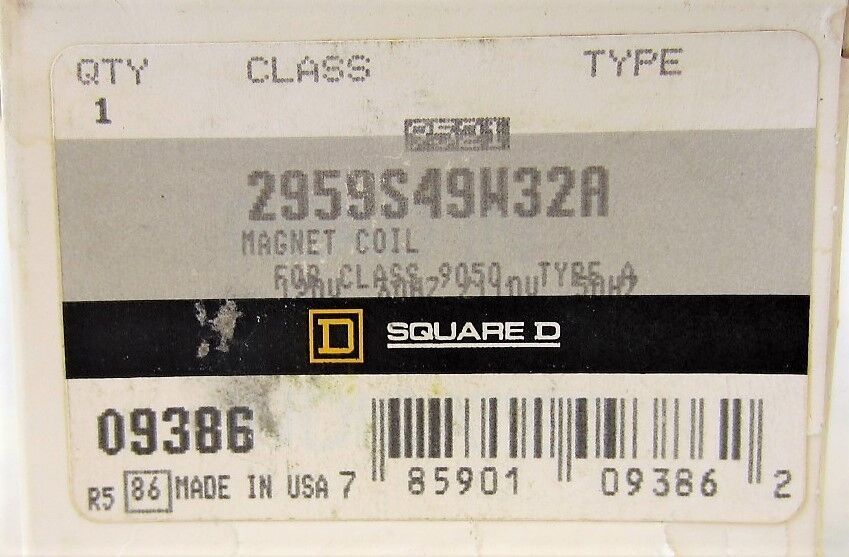 QTY CLASS TYPE
1
2959S49W32A
MAGNET COIL
FOR CLASS 9050 TYPE A
D SQUARE D
09386
R5 86 MADE IN USA 7 85901 09386 2